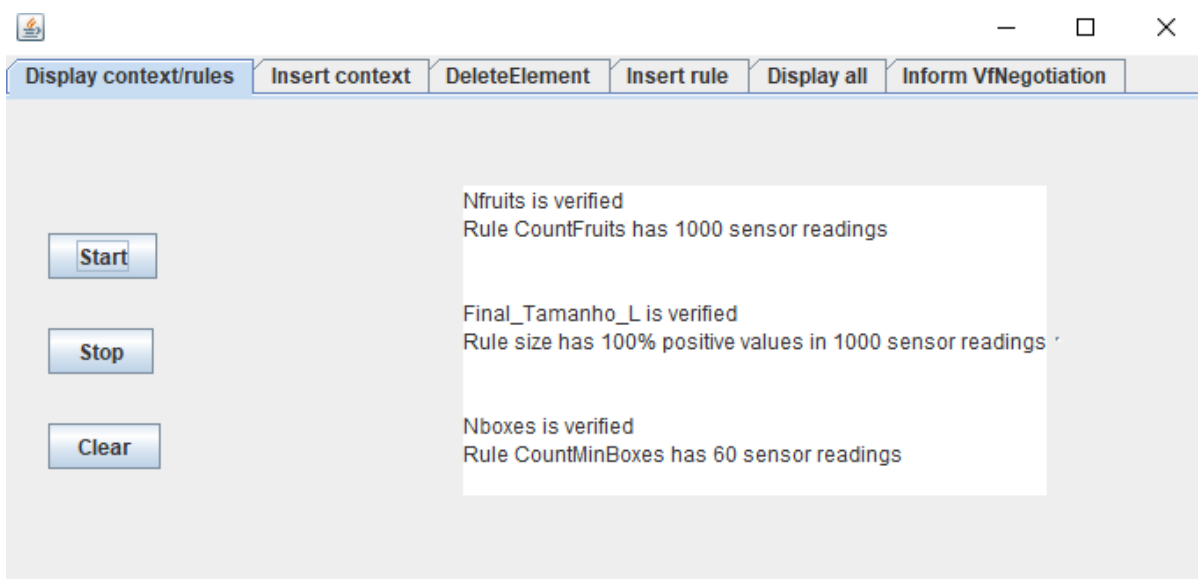 Display context/rules Insert context DeleteElement Insert rule Display all Inform VfNegotiation
Nfruits is verified
Rule CountFruits has 1000 sensor readings
Start
Final_Tamanho_L is verified
Rule size has 100% positive values in 1000 sensor readings
Stop
Nboxes is verified
Clear
Rule CountMinBoxes has 60 sensor readings